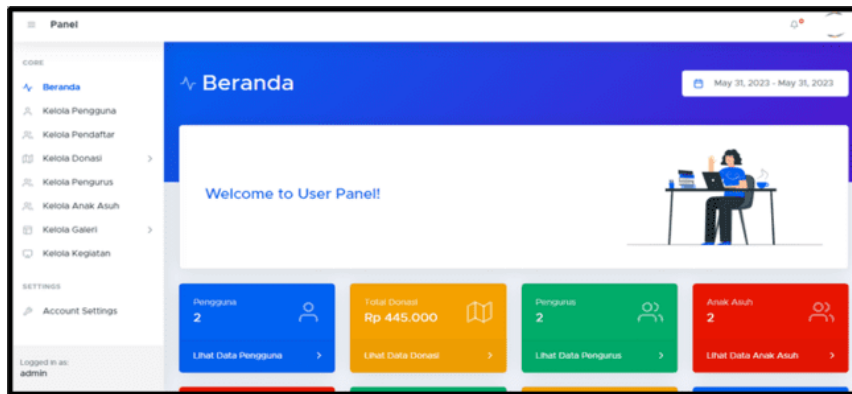 Panel
CORE
Beranda
Kelola Pengguna
Kelola Pendaftar
Kelola Donasi
Kelola Pengurus
Kelola Anak Asuh
Kelola Galeri
Kelola Kegiatan
SETTINGS
Account Settings
Logged in as:
admin
Beranda
May 31, 2023 - May 31, 2023
Welcome to User Panel!
Pengguna
2
Lihat Data Pengguna
Total Donasi
Rp 445.000
Lihat Data Donasi
Pengurus
2
Lihat Data Pengurus
Anak Asuh
2
Lihat Data Anak Asuh